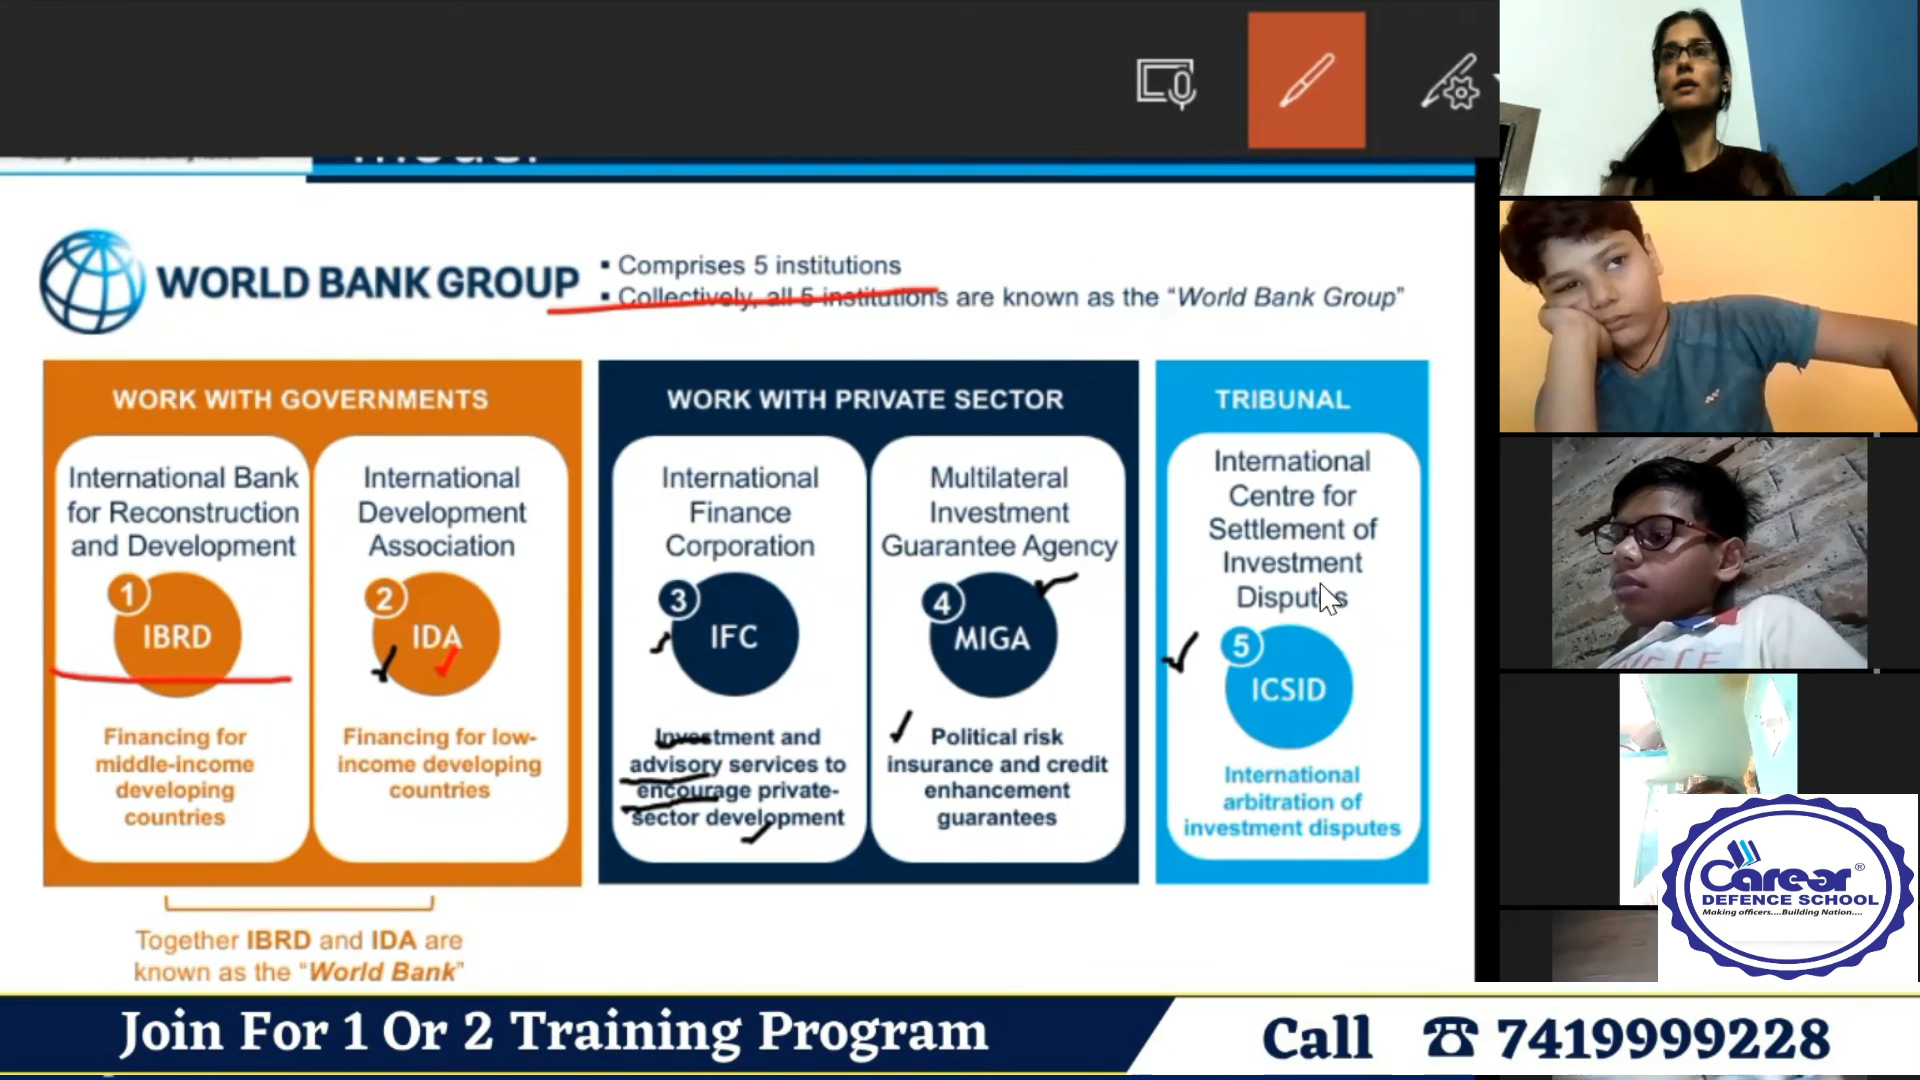 WORLD BANK GROUP
▪ Comprises 5 institutions
▪ Collectively, all 5 institutions are known as the “World Bank Group”
WORK WITH GOVERNMENTS
International Bank
for Reconstruction
and Development
1
IBRD
Financing for
middle-income
developing
countries
International
Development
Association
2
IDA
Financing for low-
income developing
countries
Together IBRD and IDA are
known as the “World Bank”
WORK WITH PRIVATE SECTOR
International
Finance
Corporation
3
IFC
Investment and
advisory services to
encourage private-
sector development
Multilateral
Investment
Guarantee Agency
4
MIGA
Political risk
insurance and credit
enhancement
guarantees
TRIBUNAL
International
Centre for
Settlement of
Investment
Disputes
5
ICSID
International
arbitration of
investment disputes
Carear®
DEFENCE SCHOOL
Making officers....Building Nation....
Join For 1 Or 2 Training Program
Call ☎ 7419999228